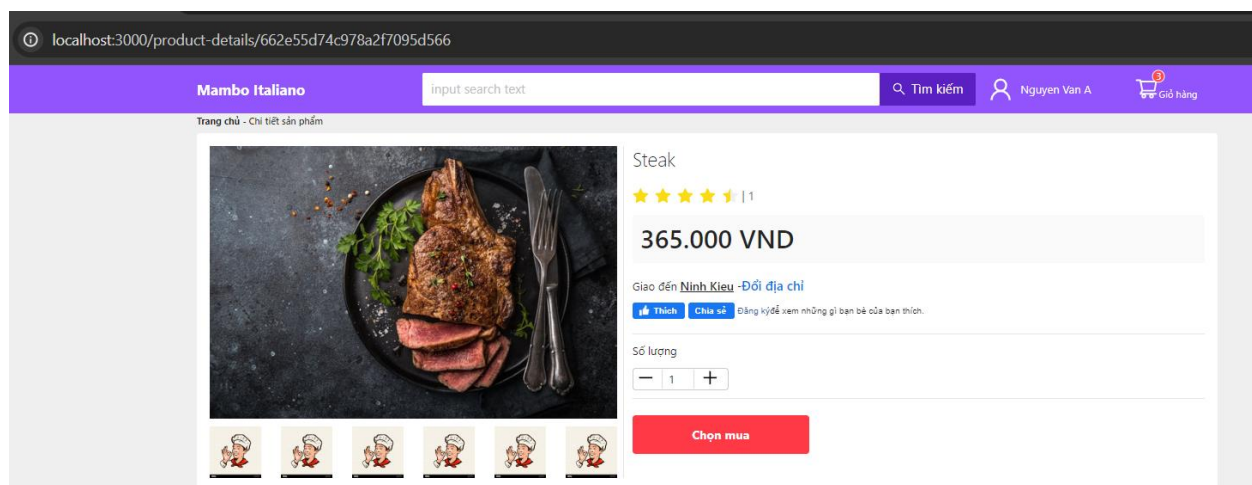 localhost:3000/product-details/662e55d74c978a2f7095d566
Mambo Italiano
input search text
Tìm kiếm
Nguyen Van A
3
Giỏ hàng
Trang chủ - Chi tiết sản phẩm
Steak
| 1
365.000 VND
Giao đến Ninh Kieu -Đổi địa chỉ
Thích Chia sẻ Đăng kýđể xem những gì bạn bè của bạn thích.
Số lượng
1
Chọn mua